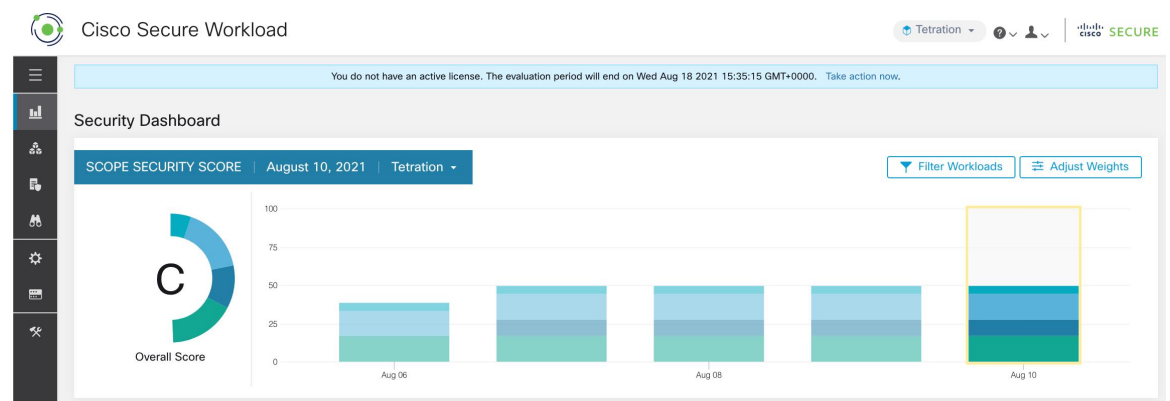 Cisco Secure Workload
Tetration
CISCO SECURE
You do not have an active license. The evaluation period will end on Wed Aug 18 2021 15:35:15 GMT+0000. Take action now.
Security Dashboard
SCOPE SECURITY SCORE | August 10, 2021 | Tetration
Filter Workloads
Adjust Weights
C
Overall Score
100
75
50
25
0
Aug 06
Aug 08
Aug 10